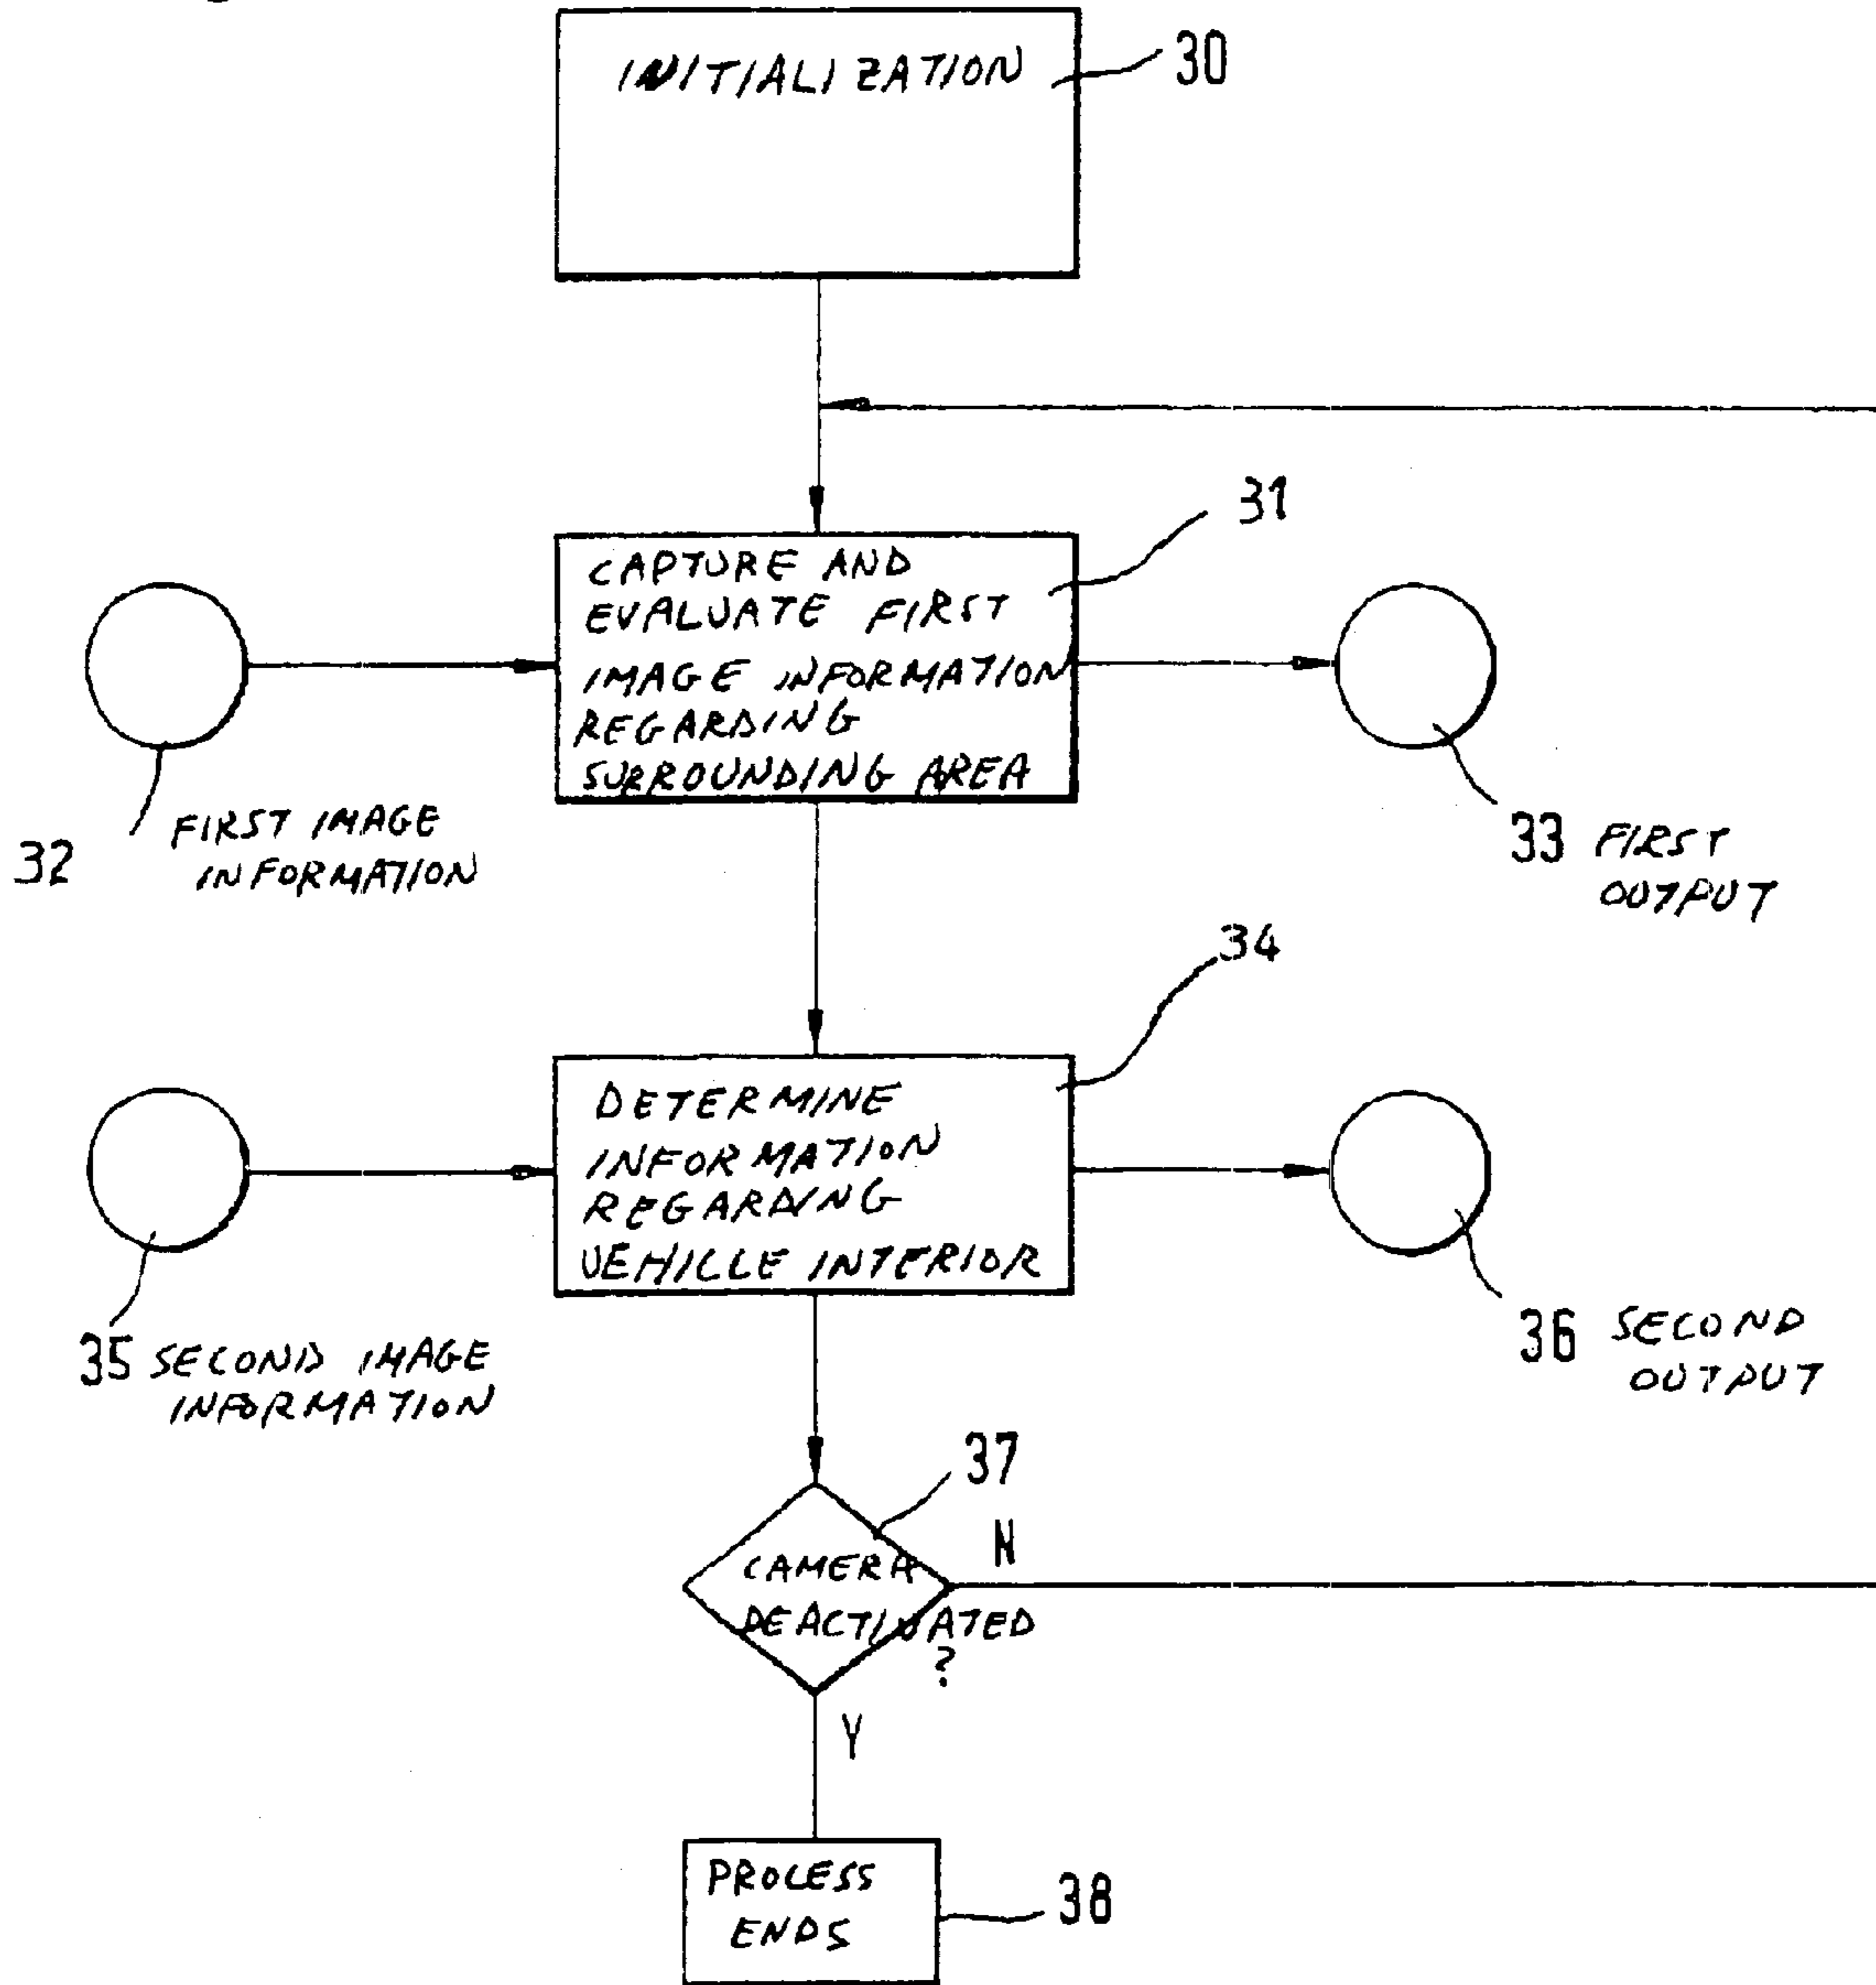 INITIALIZATION
30
31
CAPTURE AND
EVALUATE FIRST
IMAGE INFORMATION
REGARDING
SURROUNDING AREA
32
FIRST IMAGE
INFORMATION
33 FIRST
OUTPUT
34
DETERMINE
INFORMATION
REGARDING
VEHICLE INTERIOR
35 SECOND IMAGE
INFORMATION
36 SECOND
OUTPUT
37
N
CAMERA
DEACTIVATED
?
Y
PROCESS
ENDS
38